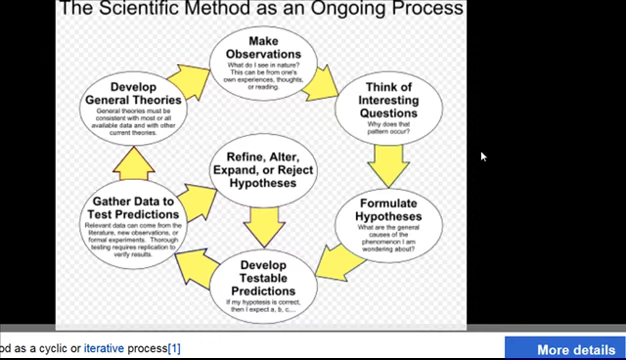 The Scientific Method as an Ongoing Process
Make
Observations
What do I see in nature?
This can be from one's
own experiences, thoughts,
or reading.
Think of
Interesting
Questions
Why does that
pattern occur?
Formulate
Hypotheses
What are the general
causes of the
phenomenon I am
wondering about?
Develop
Testable
Predictions
If my hypotesis is correct,
then I expect a, b, c,...
Gather Data to
Test Predictions
Relevant data can come from the
literature, new observations, or
formal experiments. Thorough
testing requires replication to
verify results.
Refine, Alter,
Expand, or Reject
Hypotheses
Develop
General Theories
General theories must be
consistent with most or all
available data and with other
current theories.
od as a cyclic or iterative process[1]
More details